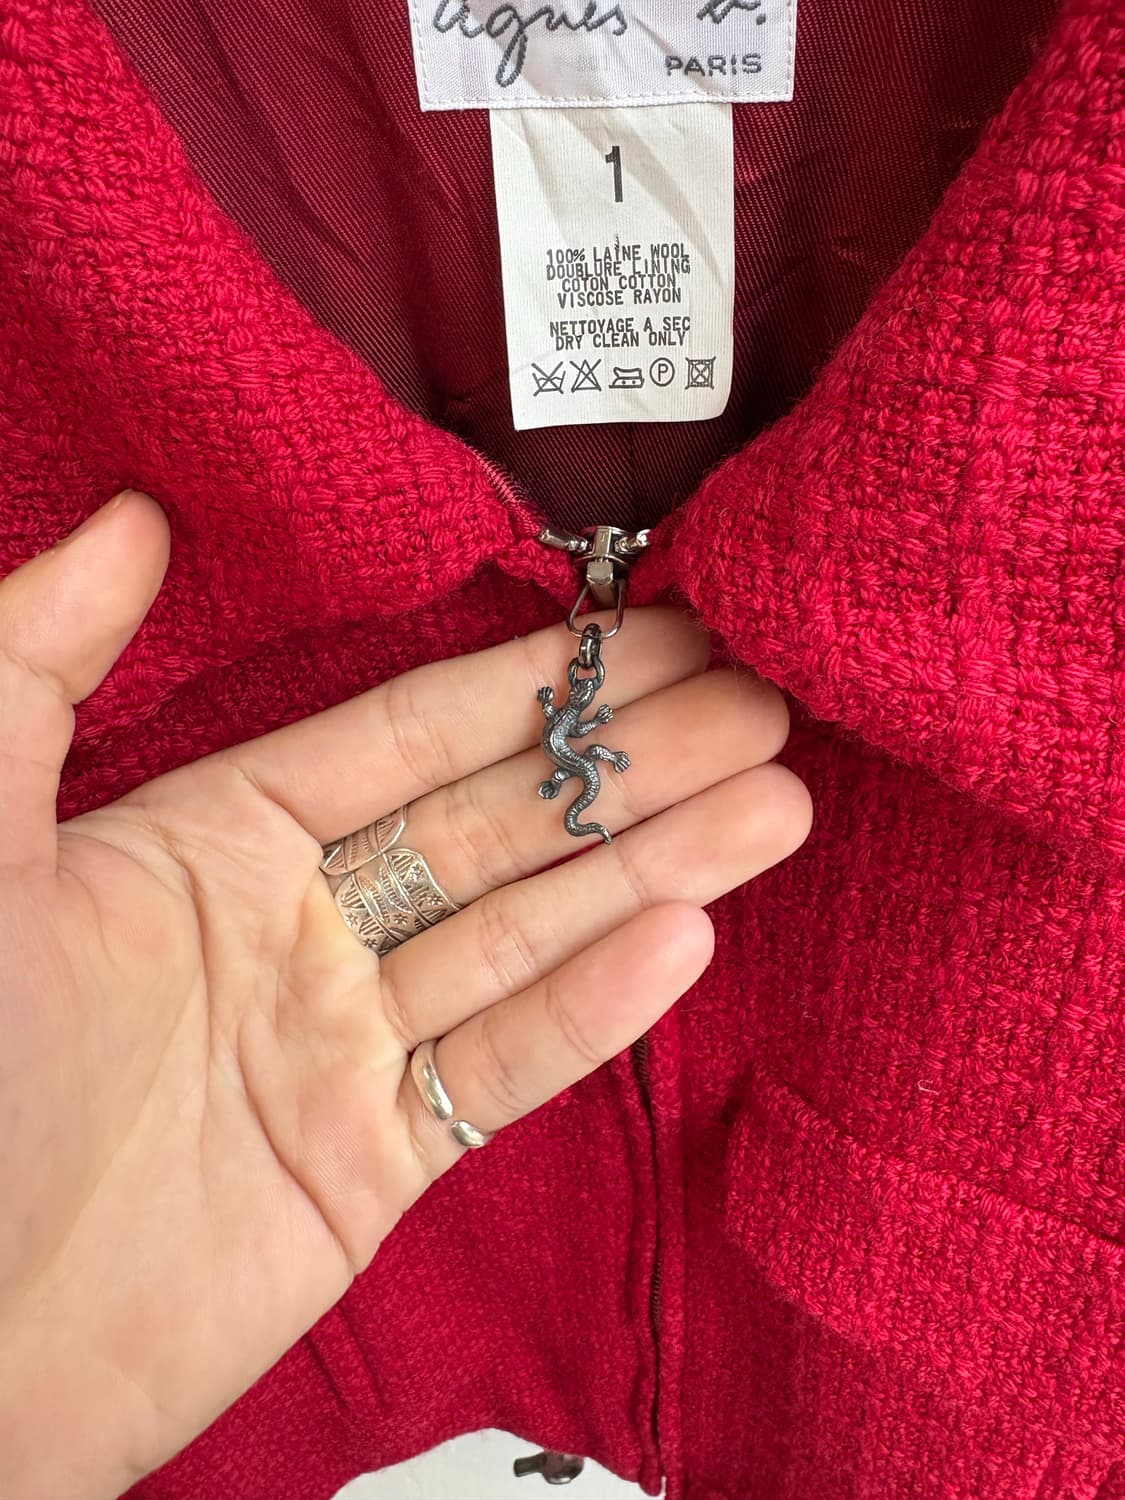 agnès b.
PARIS
1
100% LAINE WOOL
DOUBLURE LINING
COTON COTTON
VISCOSE RAYON
NETTOYAGE A SEC
DRY CLEAN ONLY
P